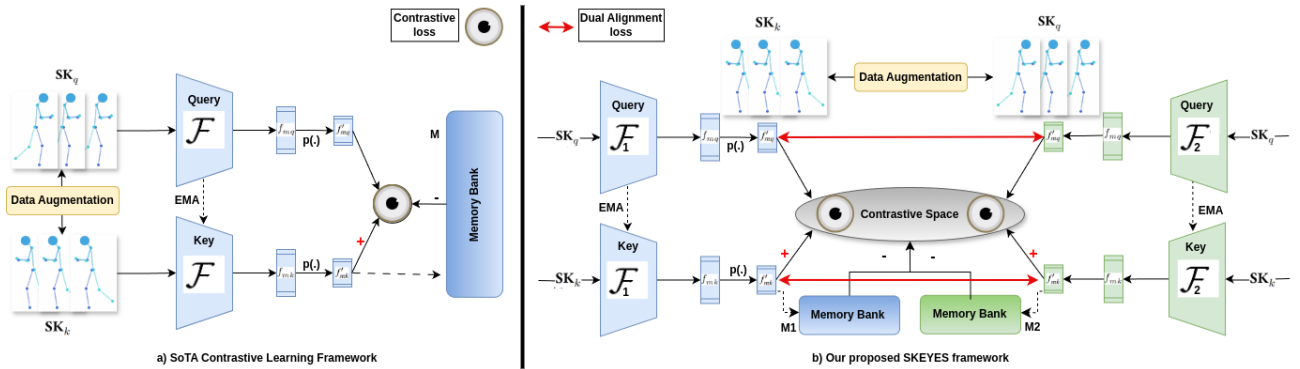 Contrastive
loss
SK_q
Data Augmentation
SK_k
Query
F
EMA
Key
F
f_mq
p(.)
f'_mq
f_mk
p(.)
f'_mk
+
-
M
Memory Bank
a) SoTA Contrastive Learning Framework
Dual Alignment
loss
SK_k
Data Augmentation
SK_q
SK_q
Query
F_1
f_mq
p(.)
f'_mq
f'_mq
f_mq
Query
F_2
SK_q
EMA
Contrastive Space
EMA
SK_k
Key
F_1
f_mk
p(.)
f'_mk
+
-
-
+
f'_mk
f_mk
Key
F_2
SK_k
M1
Memory Bank
Memory Bank
M2
b) Our proposed SKEYES framework